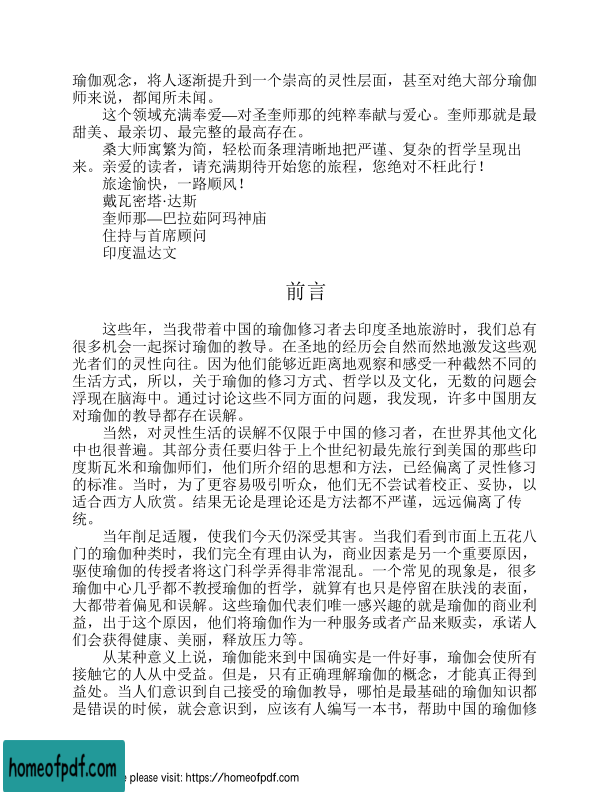 瑜伽观念，将人逐渐提升到一个崇高的灵性层面，甚至对绝大部分瑜伽
师来说，都闻所未闻。
这个领域充满奉爱—对圣奎师那的纯粹奉献与爱心。奎师那就是最
甜美、最亲切、最完整的最高存在。
桑大师寓繁为简，轻松而条理清晰地把严谨、复杂的哲学呈现出
来。亲爱的读者，请充满期待开始您的旅程，您绝对不枉此行！
旅途愉快，一路顺风！
戴瓦密塔·达斯
奎师那—巴拉茹阿玛神庙
住持与首席顾问
印度温达文
前言
这些年，当我带着中国的瑜伽修习者去印度圣地旅游时，我们总有
很多机会一起探讨瑜伽的教导。在圣地的经历会自然而然地激发这些观
光者们的灵性向往。因为他们能够近距离地观察和感受一种截然不同的
生活方式，所以，关于瑜伽的修习方式、哲学以及文化，无数的问题会
浮现在脑海中。通过讨论这些不同方面的问题，我发现，许多中国朋友
对瑜伽的教导都存在误解。
当然，对灵性生活的误解不仅限于中国的修习者，在世界其他文化
中也很普遍。其部分责任要归咎于上个世纪初最先旅行到美国的那些印
度斯瓦米和瑜伽师们，他们所介绍的思想和方法，已经偏离了灵性修习
的标准。当时，为了更容易吸引听众，他们无不尝试着校正、妥协，以
适合西方人欣赏。结果无论是理论还是方法都不严谨，远远偏离了传
统。
当年削足适履，使我们今天仍深受其害。当我们看到市面上五花八
门的瑜伽种类时，我们完全有理由认为，商业因素是另一个重要原因，
驱使瑜伽的传授者将这门科学弄得非常混乱。一个常见的现象是，很多
瑜伽中心几乎都不教授瑜伽的哲学，就算有也只是停留在肤浅的表面，
大都带着偏见和误解。这些瑜伽代表们唯一感兴趣的就是瑜伽的商业利
益，出于这个原因，他们将瑜伽作为一种服务或者产品来贩卖，承诺人
们会获得健康、美丽，释放压力等。
从某种意义上说，瑜伽能来到中国确实是一件好事，瑜伽会使所有
接触它的人从中受益。但是，只有正确理解瑜伽的概念，才能真正得到
益处。当人们意识到自己接受的瑜伽教导，哪怕是最基础的瑜伽知识都
是错误的时候，就会意识到，应该有人编写一本书，帮助中国的瑜伽修
homeofpdf.com
e please visit: https://homeofpdf.com